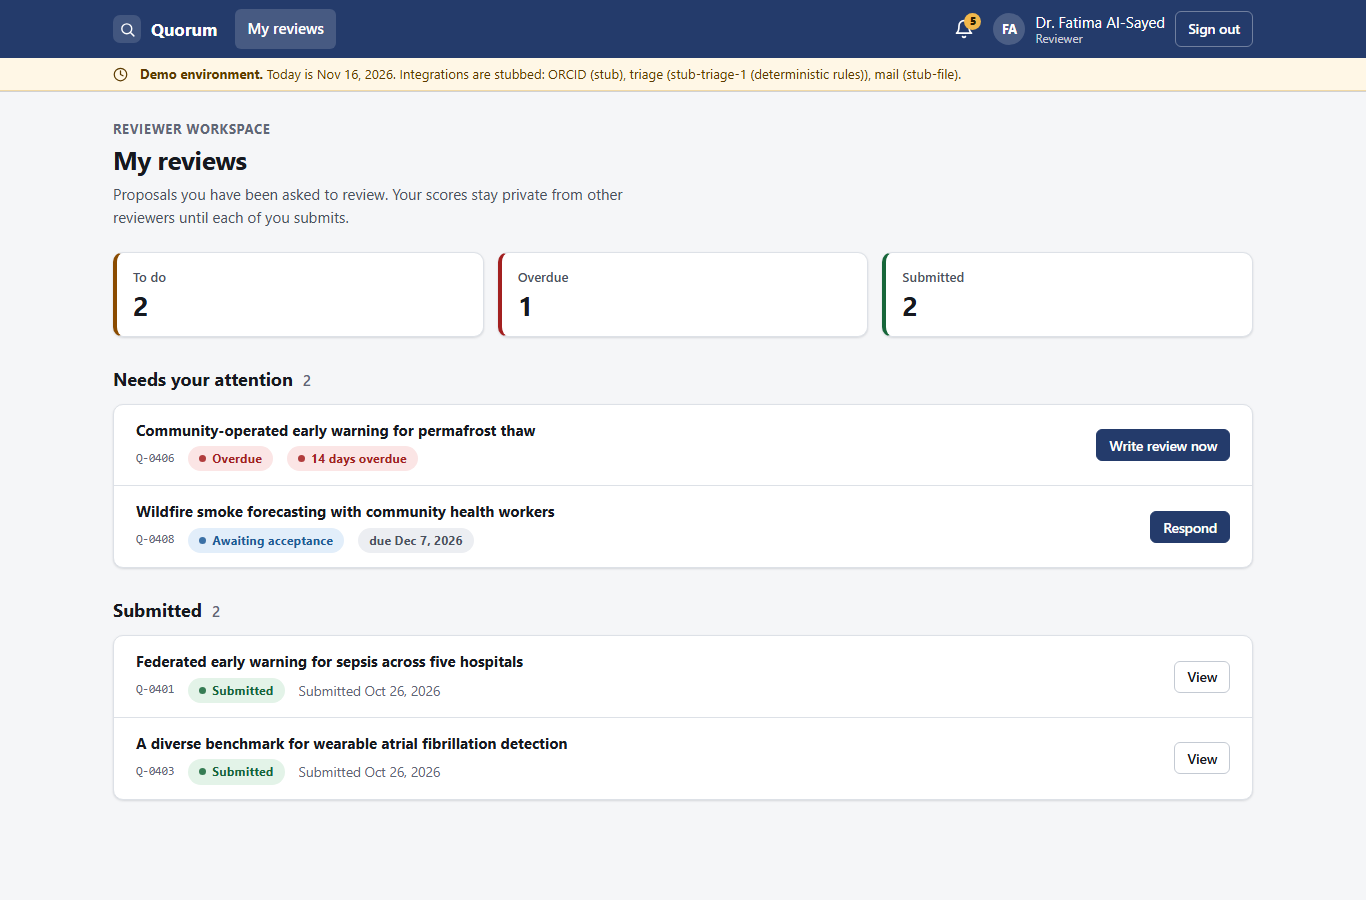 Quorum
My reviews
5
FA
Dr. Fatima Al-Sayed
Reviewer
Sign out
Demo environment. Today is Nov 16, 2026. Integrations are stubbed: ORCID (stub), triage (stub-triage-1 (deterministic rules)), mail (stub-file).
REVIEWER WORKSPACE
My reviews
Proposals you have been asked to review. Your scores stay private from other
reviewers until each of you submits.
To do
2
Overdue
1
Submitted
2
Needs your attention 2
Community-operated early warning for permafrost thaw
Q-0406 Overdue 14 days overdue
Write review now
Wildfire smoke forecasting with community health workers
Q-0408 Awaiting acceptance due Dec 7, 2026
Respond
Submitted 2
Federated early warning for sepsis across five hospitals
Q-0401 Submitted Submitted Oct 26, 2026
View
A diverse benchmark for wearable atrial fibrillation detection
Q-0403 Submitted Submitted Oct 26, 2026
View